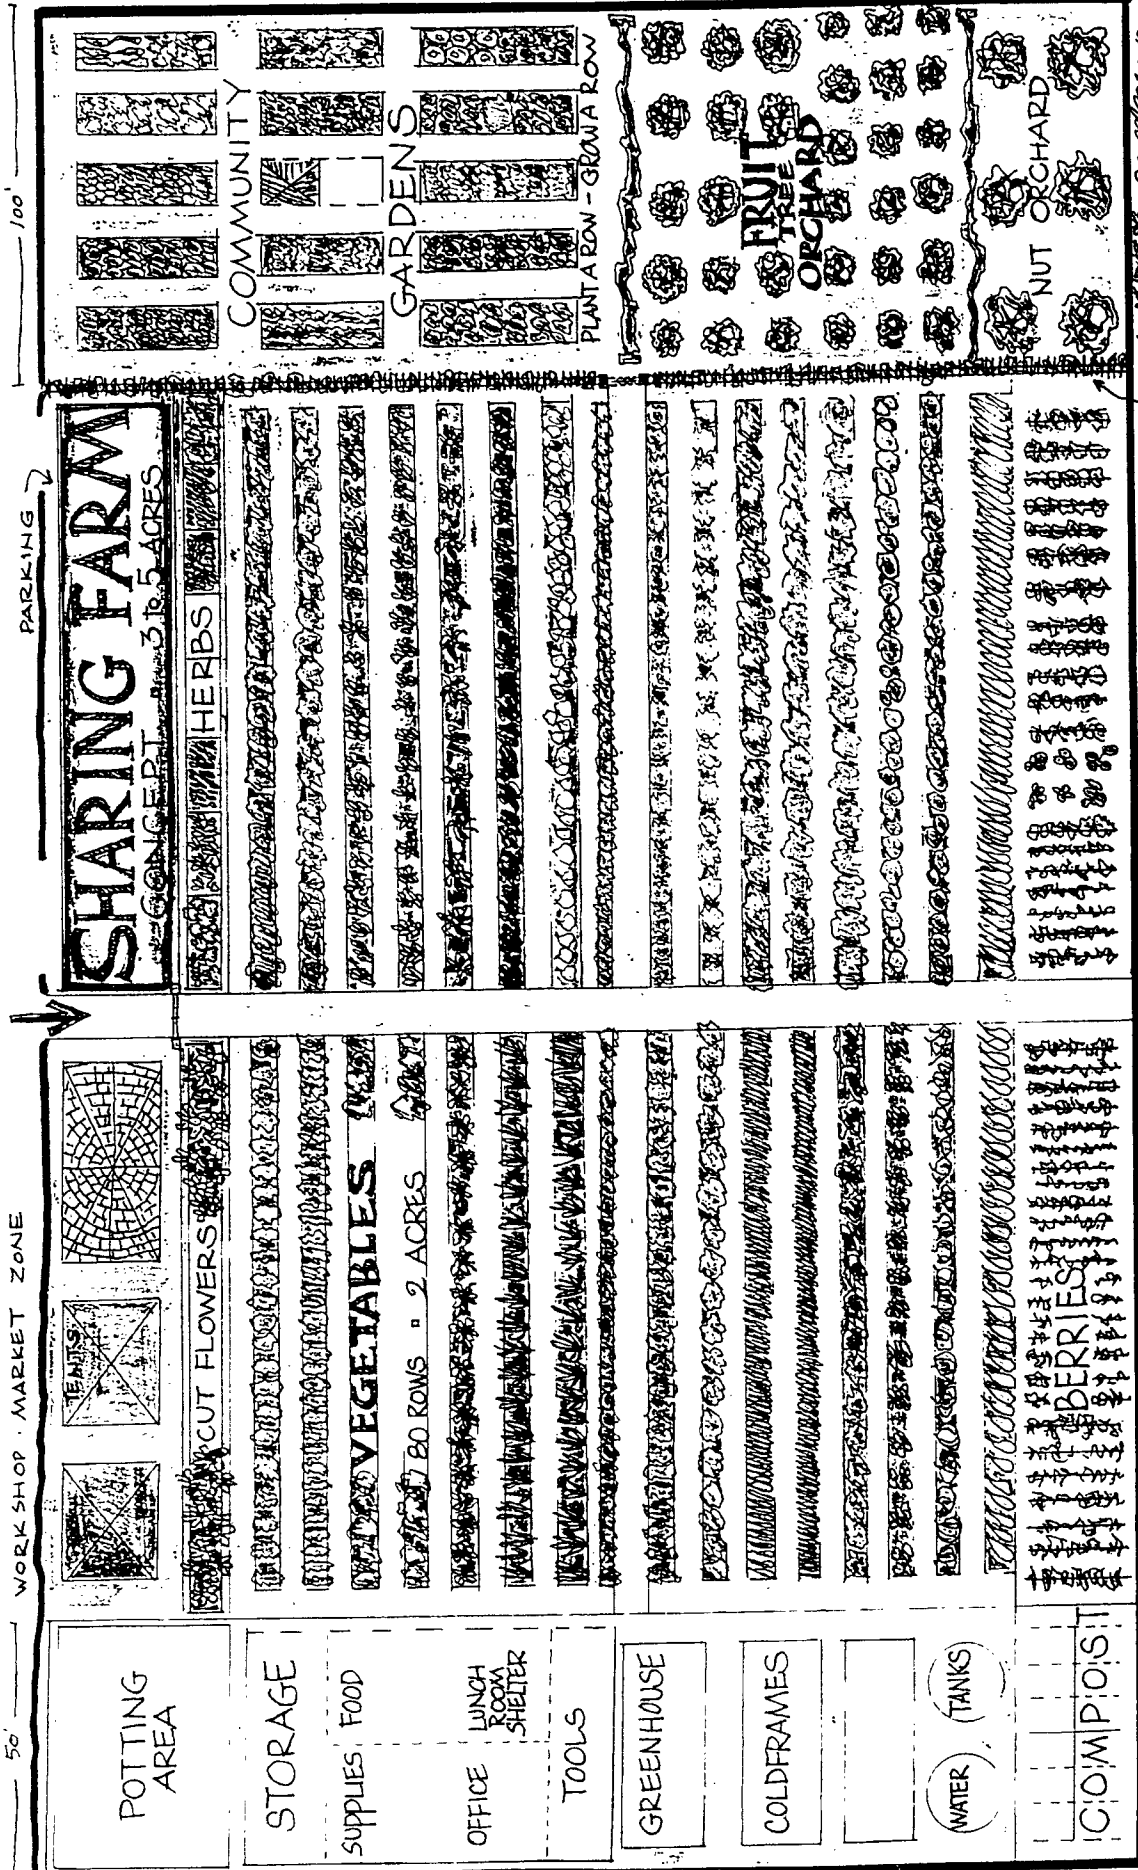 50'
WORKSHOP · MARKET ZONE
PARKING
100'
POTTING
AREA
TENTS
SHARING FARM
CONCEPT 3 to 5 ACRES
CUT FLOWERS
HERBS
COMMUNITY
GARDENS
PLANT A ROW - GROW A ROW
STORAGE
SUPPLIES
FOOD
OFFICE
LUNCH
ROOM
SHELTER
TOOLS
VEGETABLES
80 ROWS · 2 ACRES
GREENHOUSE
COLDFRAMES
WATER
TANKS
FRUIT
TREE
ORCHARD
NUT ORCHARD
COMPOST
BERRIES